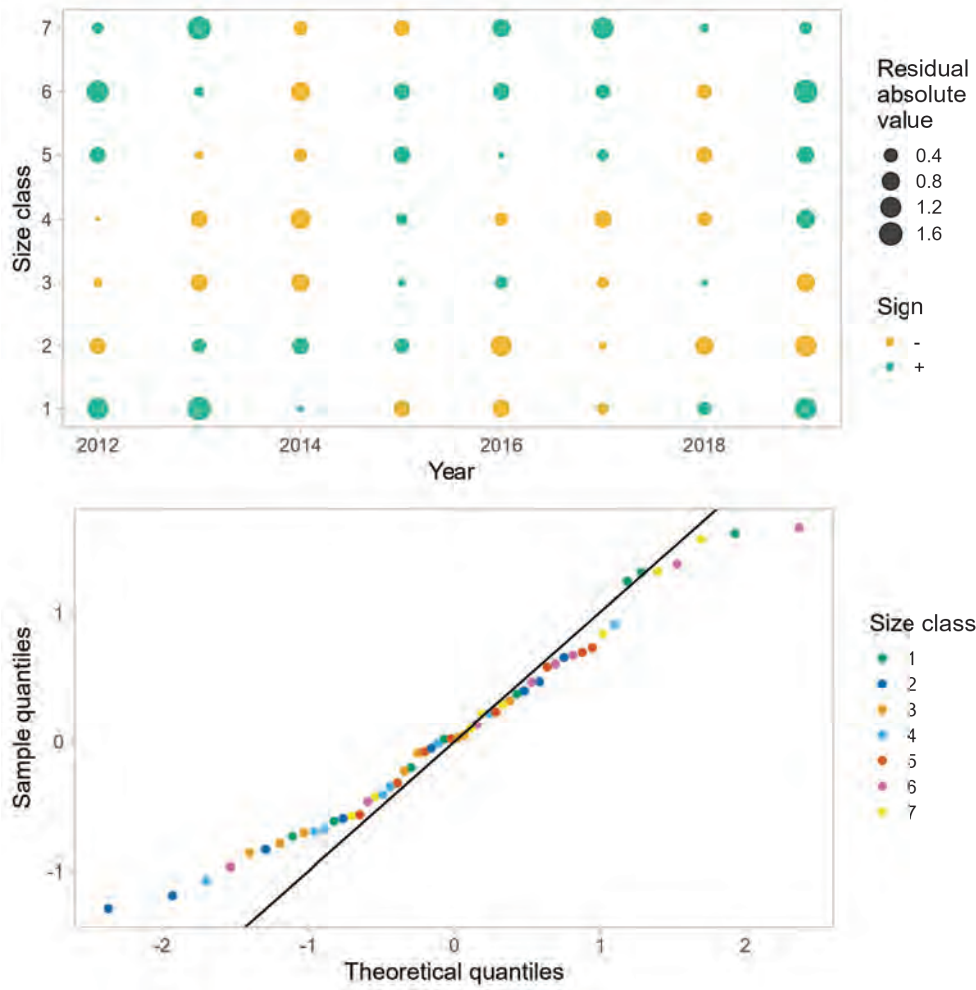 7
6
5
4
3
2
1
Size class
2012 2014 2016 2018
Year
Residual
absolute
value
0.4
0.8
1.2
1.6
Sign
-
+
1
0
-1
Sample quantiles
-2 -1 0 1 2
Theoretical quantiles
Size class
1
2
3
4
5
6
7